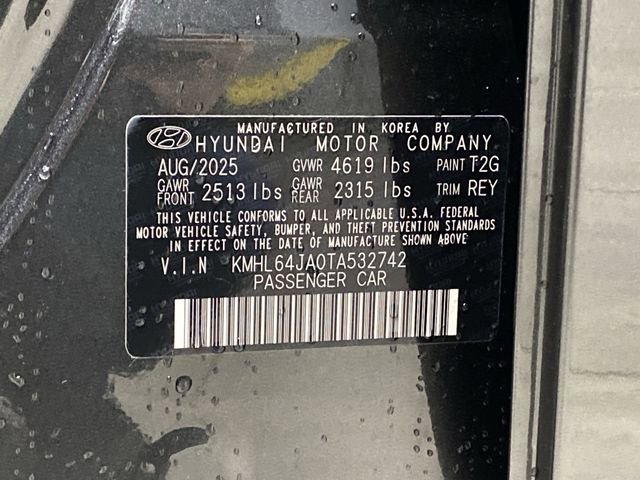 MANUFACTURED IN KOREA BY
HYUNDAI MOTOR COMPANY
AUG/2025 GVWR 4619 lbs PAINT T2G
GAWR FRONT 2513 lbs GAWR REAR 2315 lbs TRIM REY
THIS VEHICLE CONFORMS TO ALL APPLICABLE U.S.A. FEDERAL
MOTOR VEHICLE SAFETY, BUMPER, AND THEFT PREVENTION STANDARDS
IN EFFECT ON THE DATE OF MANUFACTURE SHOWN ABOVE
V.I.N KMHL64JA0TA532742
PASSENGER CAR